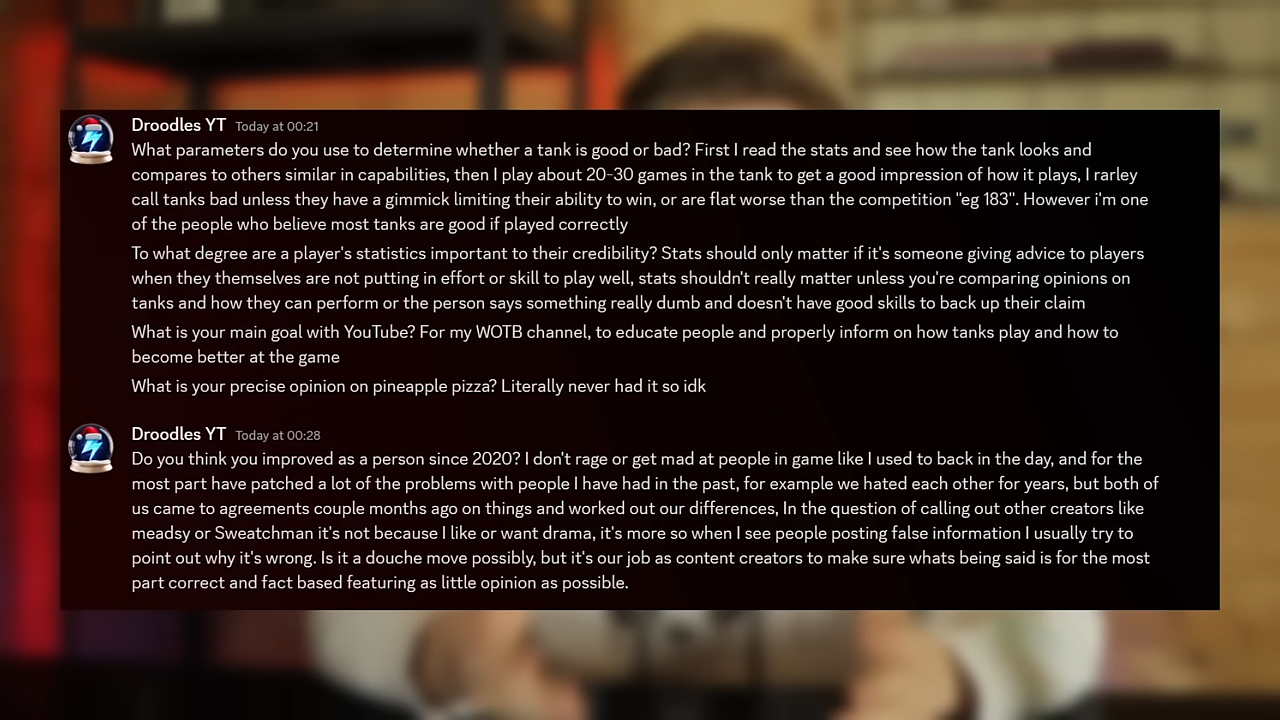 Droodles YT Today at 00:21
What parameters do you use to determine whether a tank is good or bad? First I read the stats and see how the tank looks and
compares to others similar in capabilities, then I play about 20-30 games in the tank to get a good impression of how it plays, I rarley
call tanks bad unless they have a gimmick limiting their ability to win, or are flat worse than the competition "eg 183". However i'm one
of the people who believe most tanks are good if played correctly
To what degree are a player's statistics important to their credibility? Stats should only matter if it's someone giving advice to players
when they themselves are not putting in effort or skill to play well, stats shouldn't really matter unless you're comparing opinions on
tanks and how they can perform or the person says something really dumb and doesn't have good skills to back up their claim
What is your main goal with YouTube? For my WOTB channel, to educate people and properly inform on how tanks play and how to
become better at the game
What is your precise opinion on pineapple pizza? Literally never had it so idk
Droodles YT Today at 00:28
Do you think you improved as a person since 2020? I don't rage or get mad at people in game like I used to back in the day, and for the
most part have patched a lot of the problems with people I have had in the past, for example we hated each other for years, but both of
us came to agreements couple months ago on things and worked out our differences, In the question of calling out other creators like
meadsy or Sweatchman it's not because I like or want drama, it's more so when I see people posting false information I usually try to
point out why it's wrong. Is it a douche move possibly, but it's our job as content creators to make sure whats being said is for the most
part correct and fact based featuring as little opinion as possible.